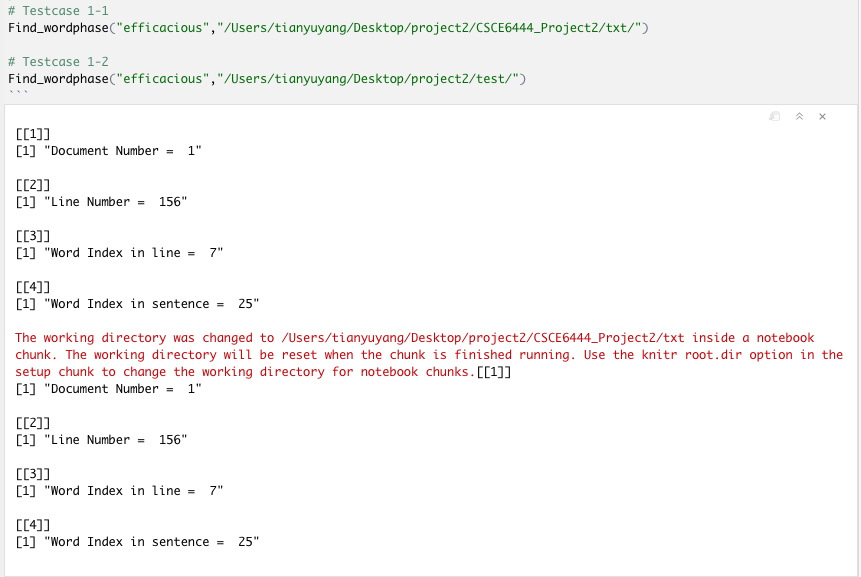 # Testcase 1-1
Find_wordphase("efficacious","/Users/tianyuyang/Desktop/project2/CSCE6444_Project2/txt/")
# Testcase 1-2
Find_wordphase("efficacious","/Users/tianyuyang/Desktop/project2/test/")
```
[[1]]
[1] "Document Number =  1"
[[2]]
[1] "Line Number =  156"
[[3]]
[1] "Word Index in line =  7"
[[4]]
[1] "Word Index in sentence =  25"
The working directory was changed to /Users/tianyuyang/Desktop/project2/CSCE6444_Project2/txt inside a notebook
chunk. The working directory will be reset when the chunk is finished running. Use the knitr root.dir option in the
setup chunk to change the working directory for notebook chunks.[[1]]
[1] "Document Number =  1"
[[2]]
[1] "Line Number =  156"
[[3]]
[1] "Word Index in line =  7"
[[4]]
[1] "Word Index in sentence =  25"